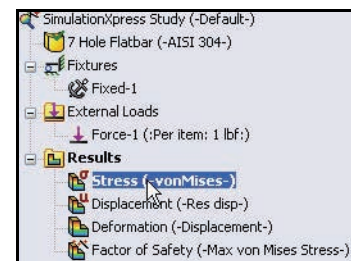 SimulationXpress Study (-Default-)
7 Hole Flatbar (-AISI 304-)
Fixtures
Fixed-1
External Loads
Force-1 (:Per item: 1 lbf:)
Results
Stress (-vonMises-)
Displacement (-Res disp-)
Deformation (-Displacement-)
Factor of Safety (-Max von Mises Stress-)